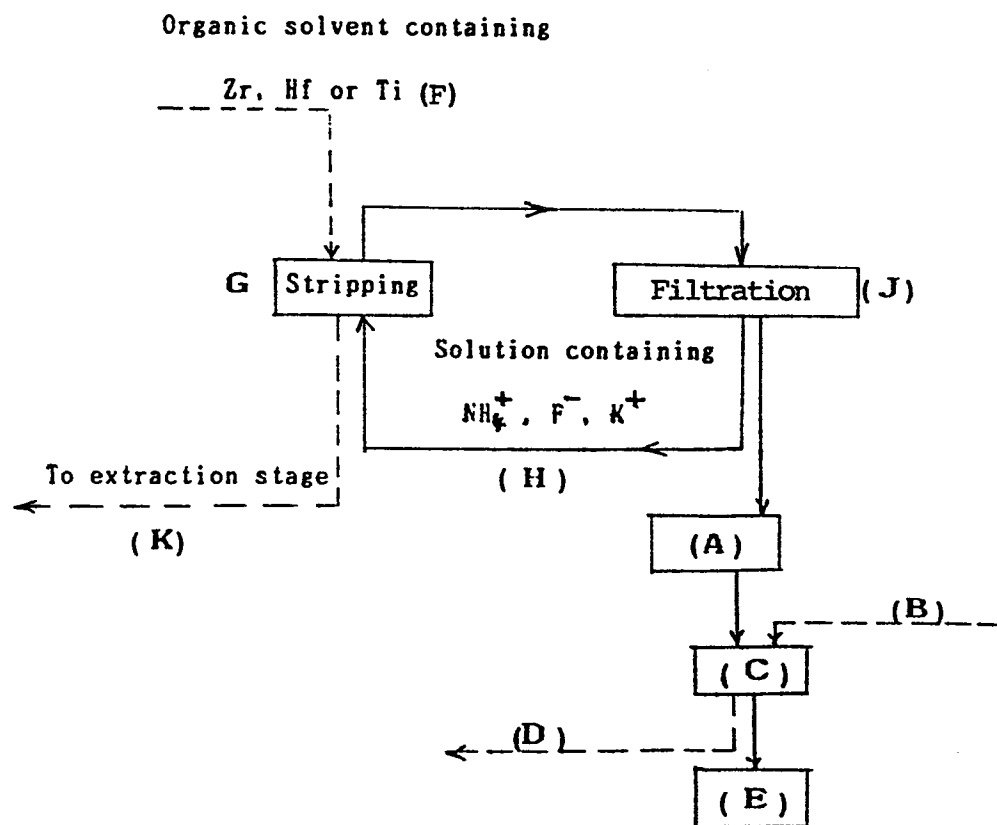 Organic solvent containing
Zr, Hf or Ti (F)
G Stripping
Filtration (J)
Solution containing
NH₄⁺, F⁻, K⁺
(H)
To extraction stage
(K)
(A)
(B)
(C)
(D)
(E)